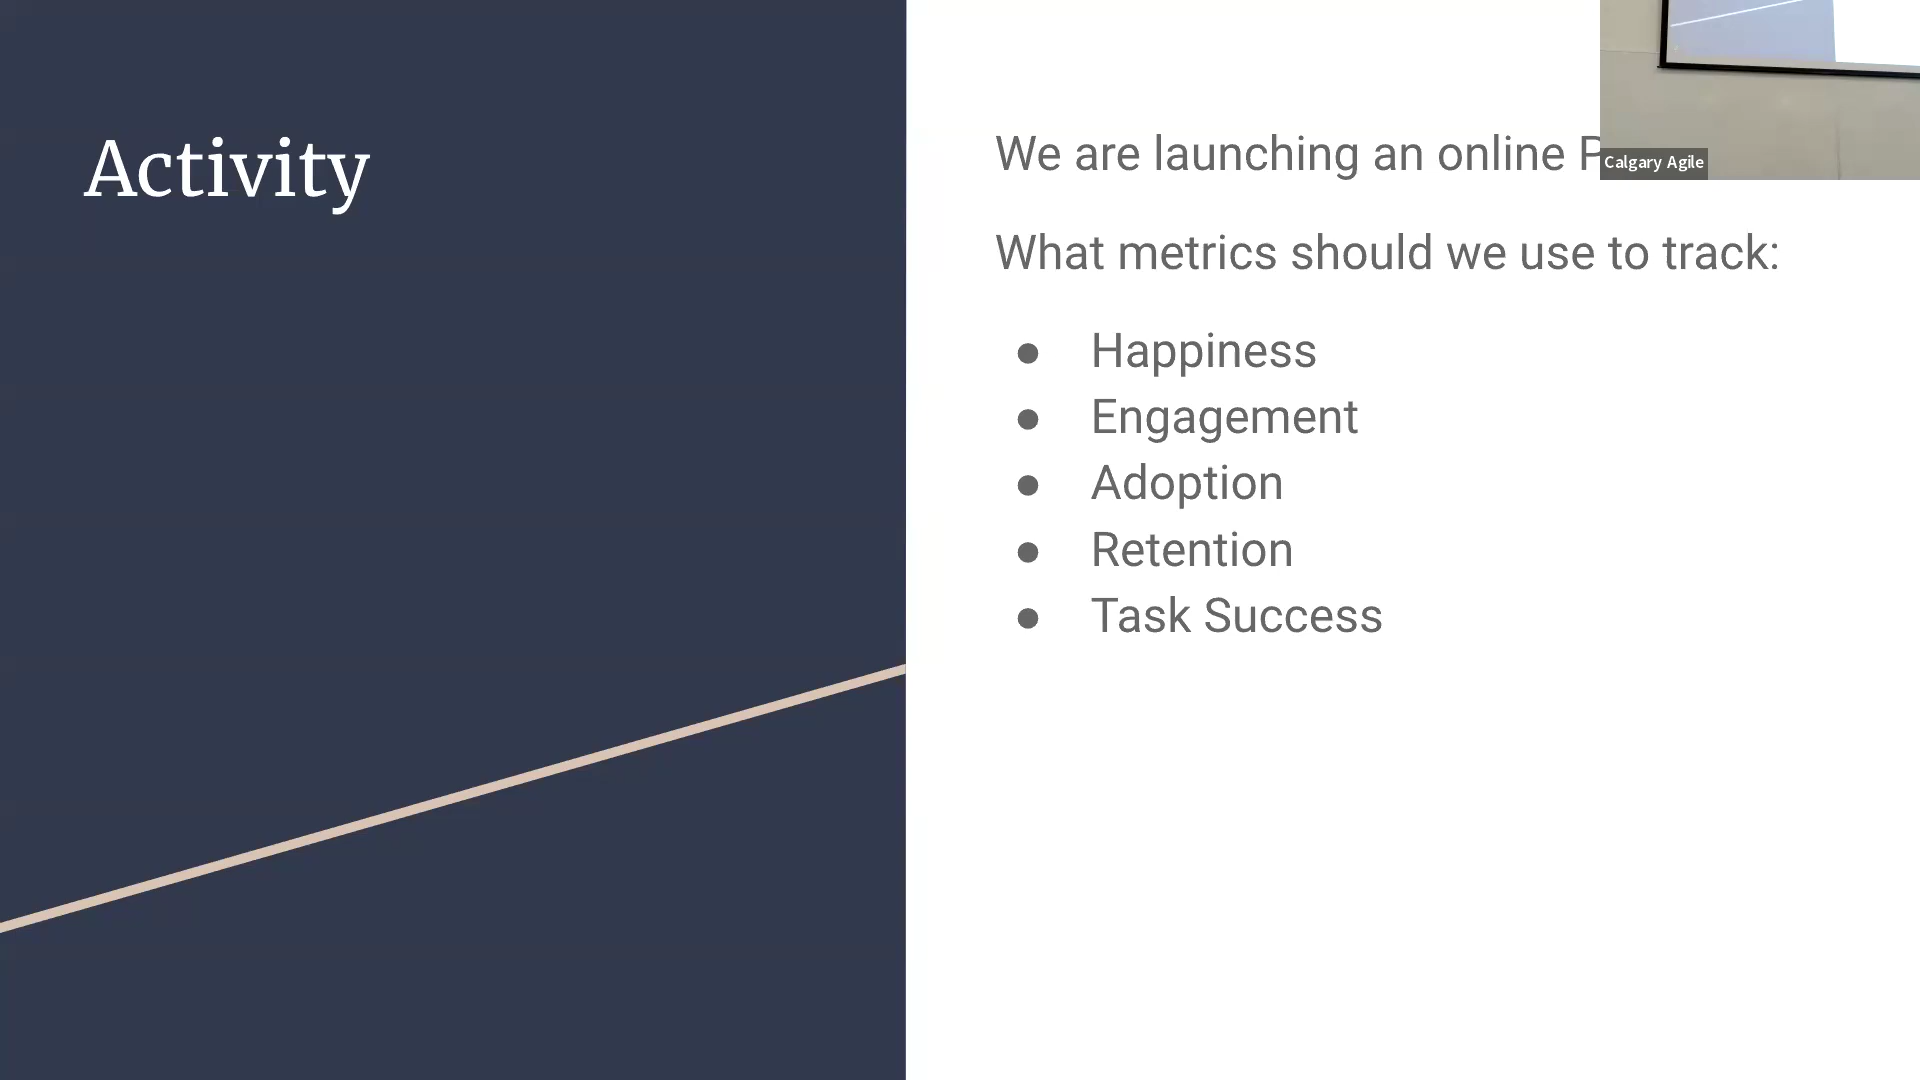 Activity
We are launching an online
Calgary Agile
What metrics should we use to track:
● Happiness
● Engagement
● Adoption
● Retention
● Task Success